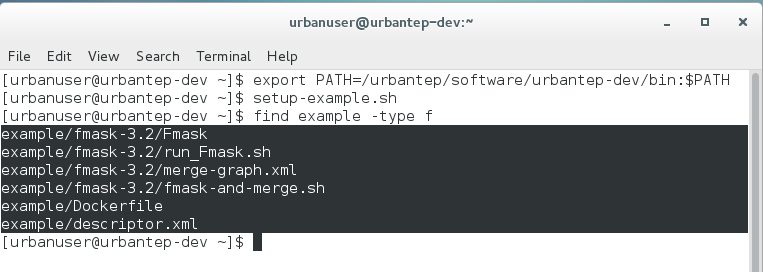 urbanuser@urbantep-dev:~
File Edit View Search Terminal Help
[urbanuser@urbantep-dev ~]$ export PATH=/urbantep/software/urbantep-dev/bin:$PATH
[urbanuser@urbantep-dev ~]$ setup-example.sh
[urbanuser@urbantep-dev ~]$ find example -type f
example/fmask-3.2/Fmask
example/fmask-3.2/run_Fmask.sh
example/fmask-3.2/merge-graph.xml
example/fmask-3.2/fmask-and-merge.sh
example/Dockerfile
example/descriptor.xml
[urbanuser@urbantep-dev ~]$